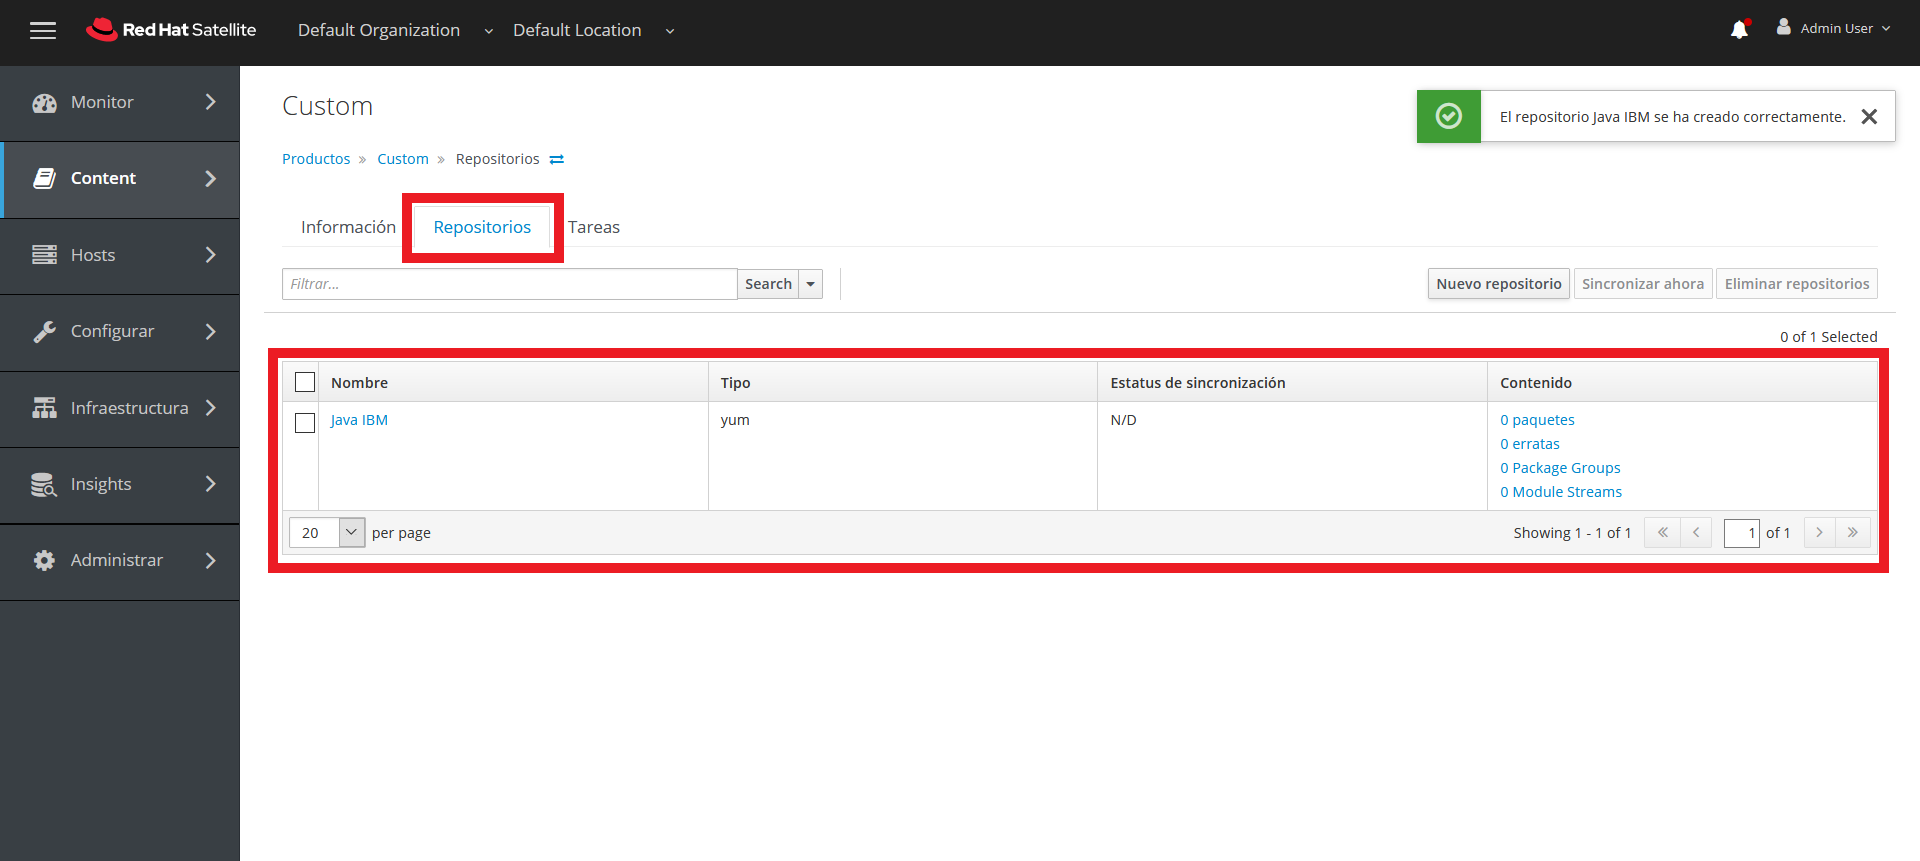 Red Hat Satellite Default Organization Default Location Admin User
Monitor
Content
Hosts
Configurar
Infraestructura
Insights
Administrar
Custom
El repositorio Java IBM se ha creado correctamente.
Productos » Custom » Repositorios
Información Repositorios Tareas
Filtrar... Search Nuevo repositorio Sincronizar ahora Eliminar repositorios
0 of 1 Selected
Nombre Tipo Estatus de sincronización Contenido
Java IBM yum N/D 0 paquetes
0 erratas
0 Package Groups
0 Module Streams
20 per page Showing 1 - 1 of 1 « < 1 of 1 > »